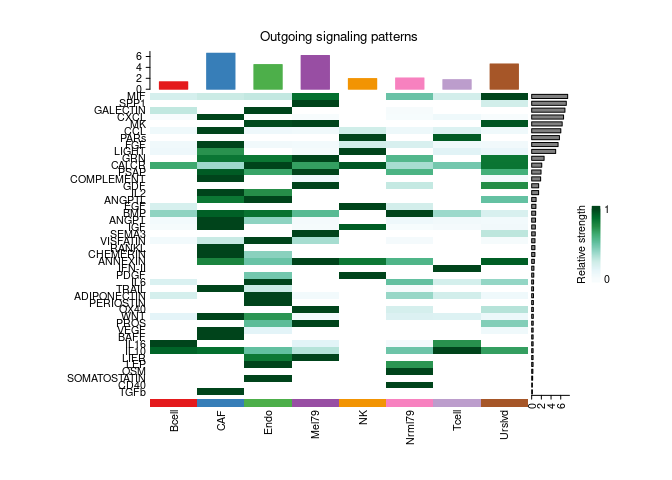 Outgoing signaling patterns
6
4
2
0
MIF
SPP1
GALECTIN
CXCL
MK
CCL
PARs
FGF
LIGHT
GRN
CALCR
PSAP
COMPLEMENT
GDF
IL2
ANGPTL
EGF
BMP
ANGPT
IGF
SEMA3
VISFATIN
RANKL
CHEMERIN
ANNEXIN
IFN-II
PDGF
IL6
TRAIL
ADIPONECTIN
PERIOSTIN
OX40
WNT
PROS
VEGF
BAFF
IL16
IL10
LIFR
LEP
OSM
SOMATOSTATIN
CD40
TGFb
Bcell
CAF
Endo
Mel79
NK
Nrml79
Tcell
Urslvd
0 2 4 6
Relative strength
1
0